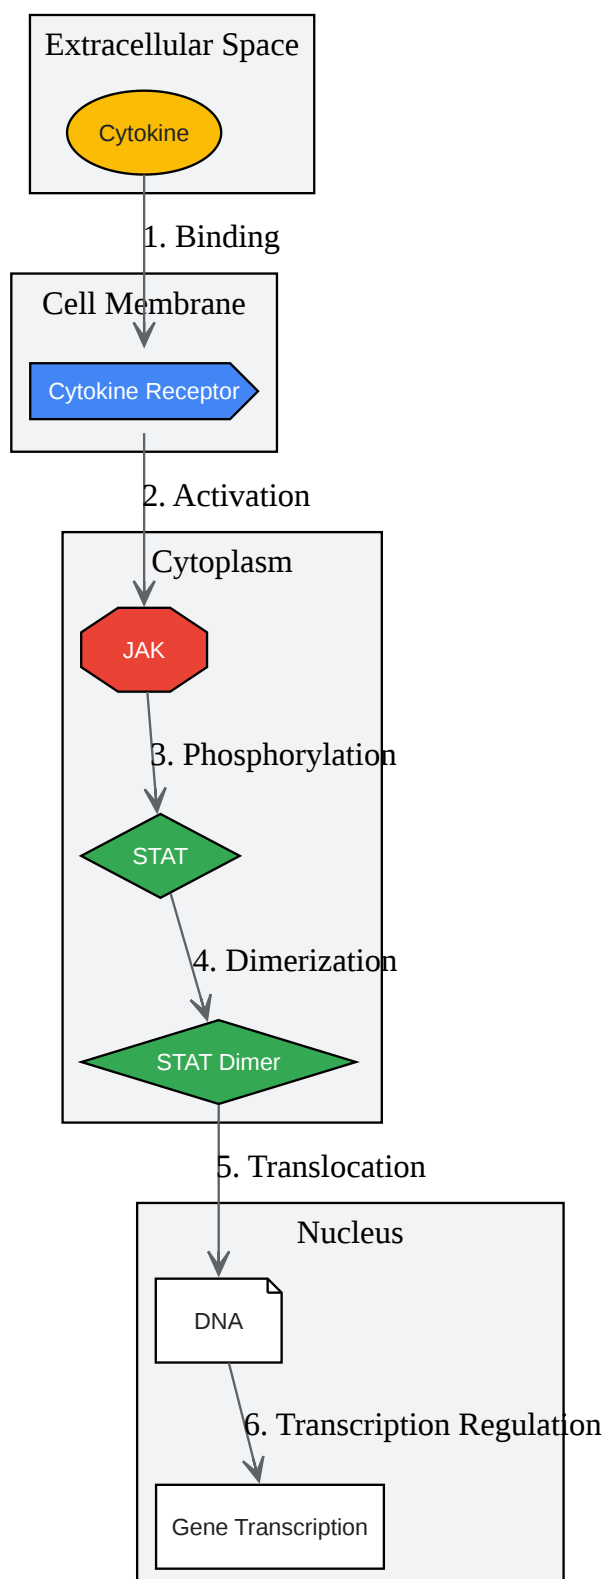 Extracellular Space
Cytokine
1. Binding
Cell Membrane
Cytokine Receptor
2. Activation
Cytoplasm
JAK
3. Phosphorylation
STAT
4. Dimerization
STAT Dimer
5. Translocation
Nucleus
DNA
6. Transcription Regulation
Gene Transcription